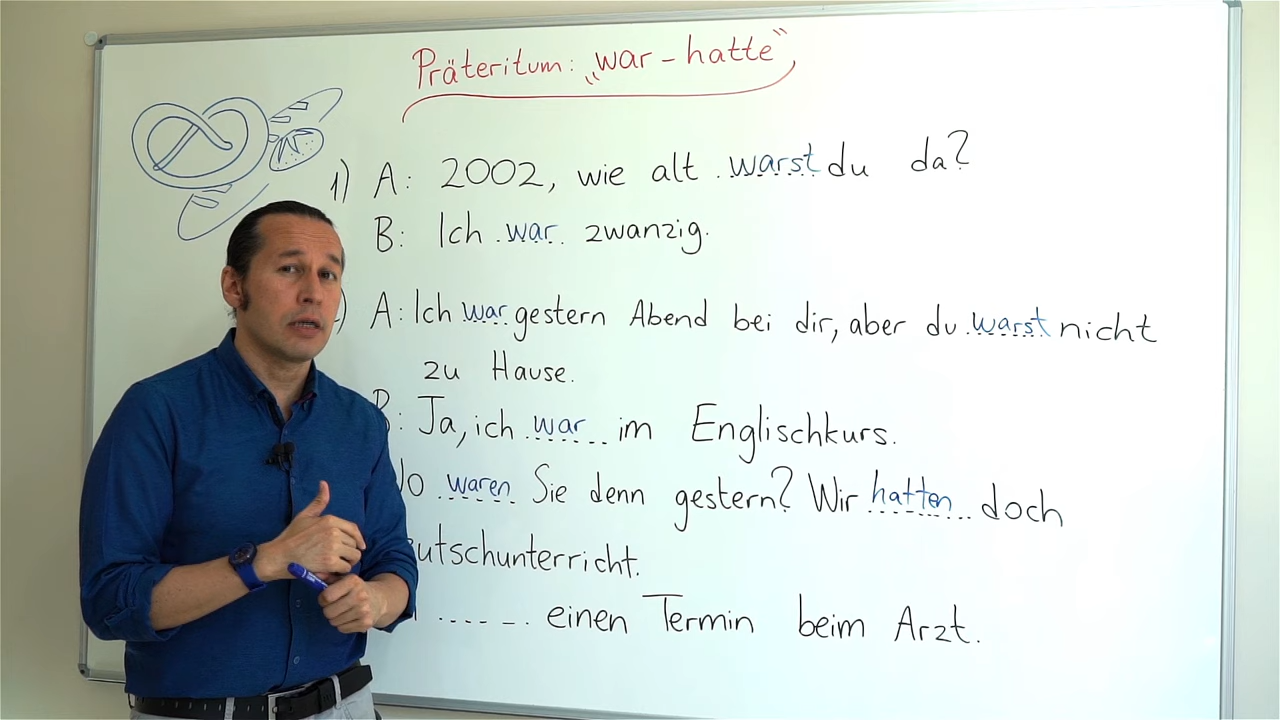 Präteritum: „war – hatte“
1) A: 2002, wie alt warst du da?
B: Ich war zwanzig.
A: Ich war gestern Abend bei dir, aber du warst nicht
zu Hause.
B: Ja, ich war im Englischkurs.
waren Sie denn gestern? Wir hatten doch
utschunterricht.
...... einen Termin beim Arzt.